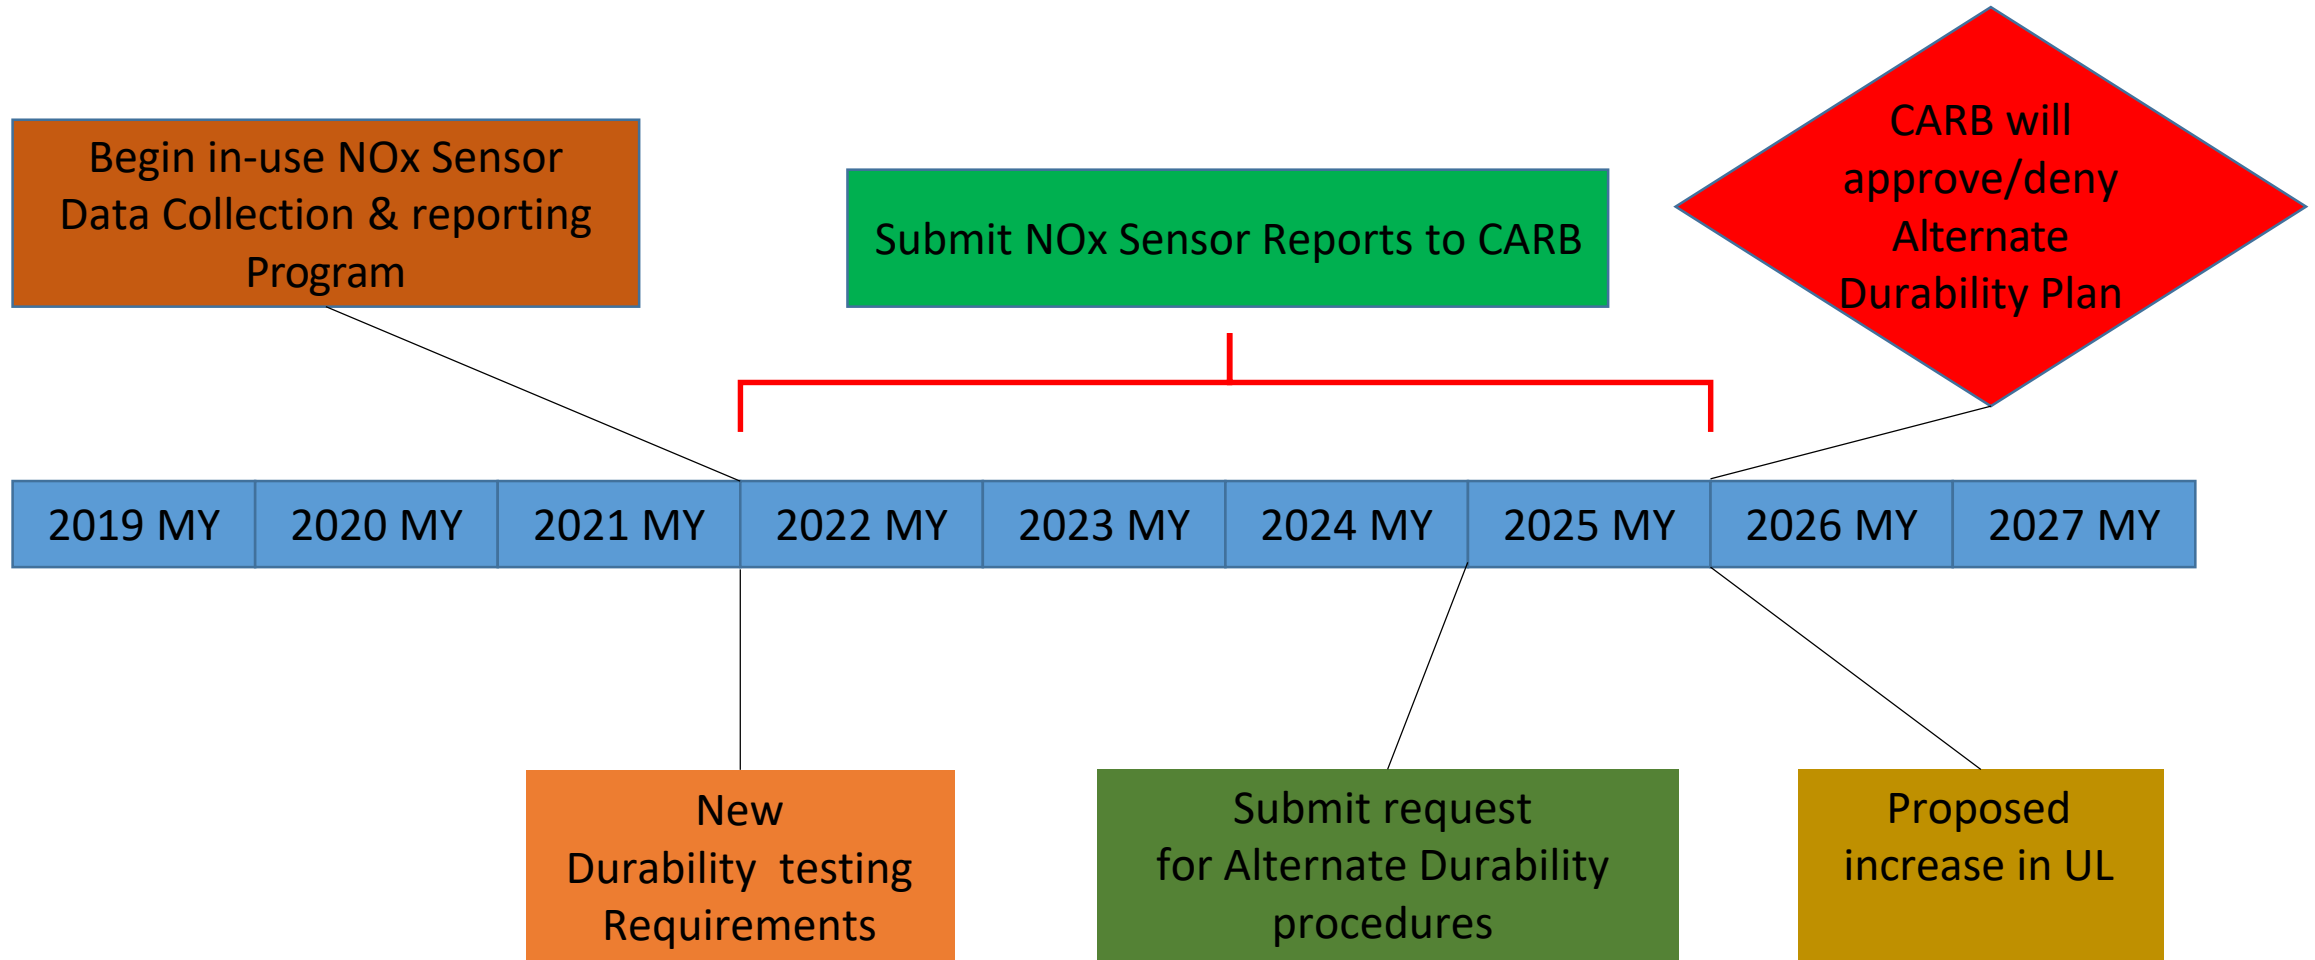 Begin in-use NOx Sensor
Data Collection & reporting
Program
Submit NOx Sensor Reports to CARB
CARB will
approve/deny
Alternate
Durability Plan
2019 MY
2020 MY
2021 MY
2022 MY
2023 MY
2024 MY
2025 MY
2026 MY
2027 MY
New
Durability  testing
Requirements
Submit request
for Alternate Durability
procedures
Proposed
increase in UL